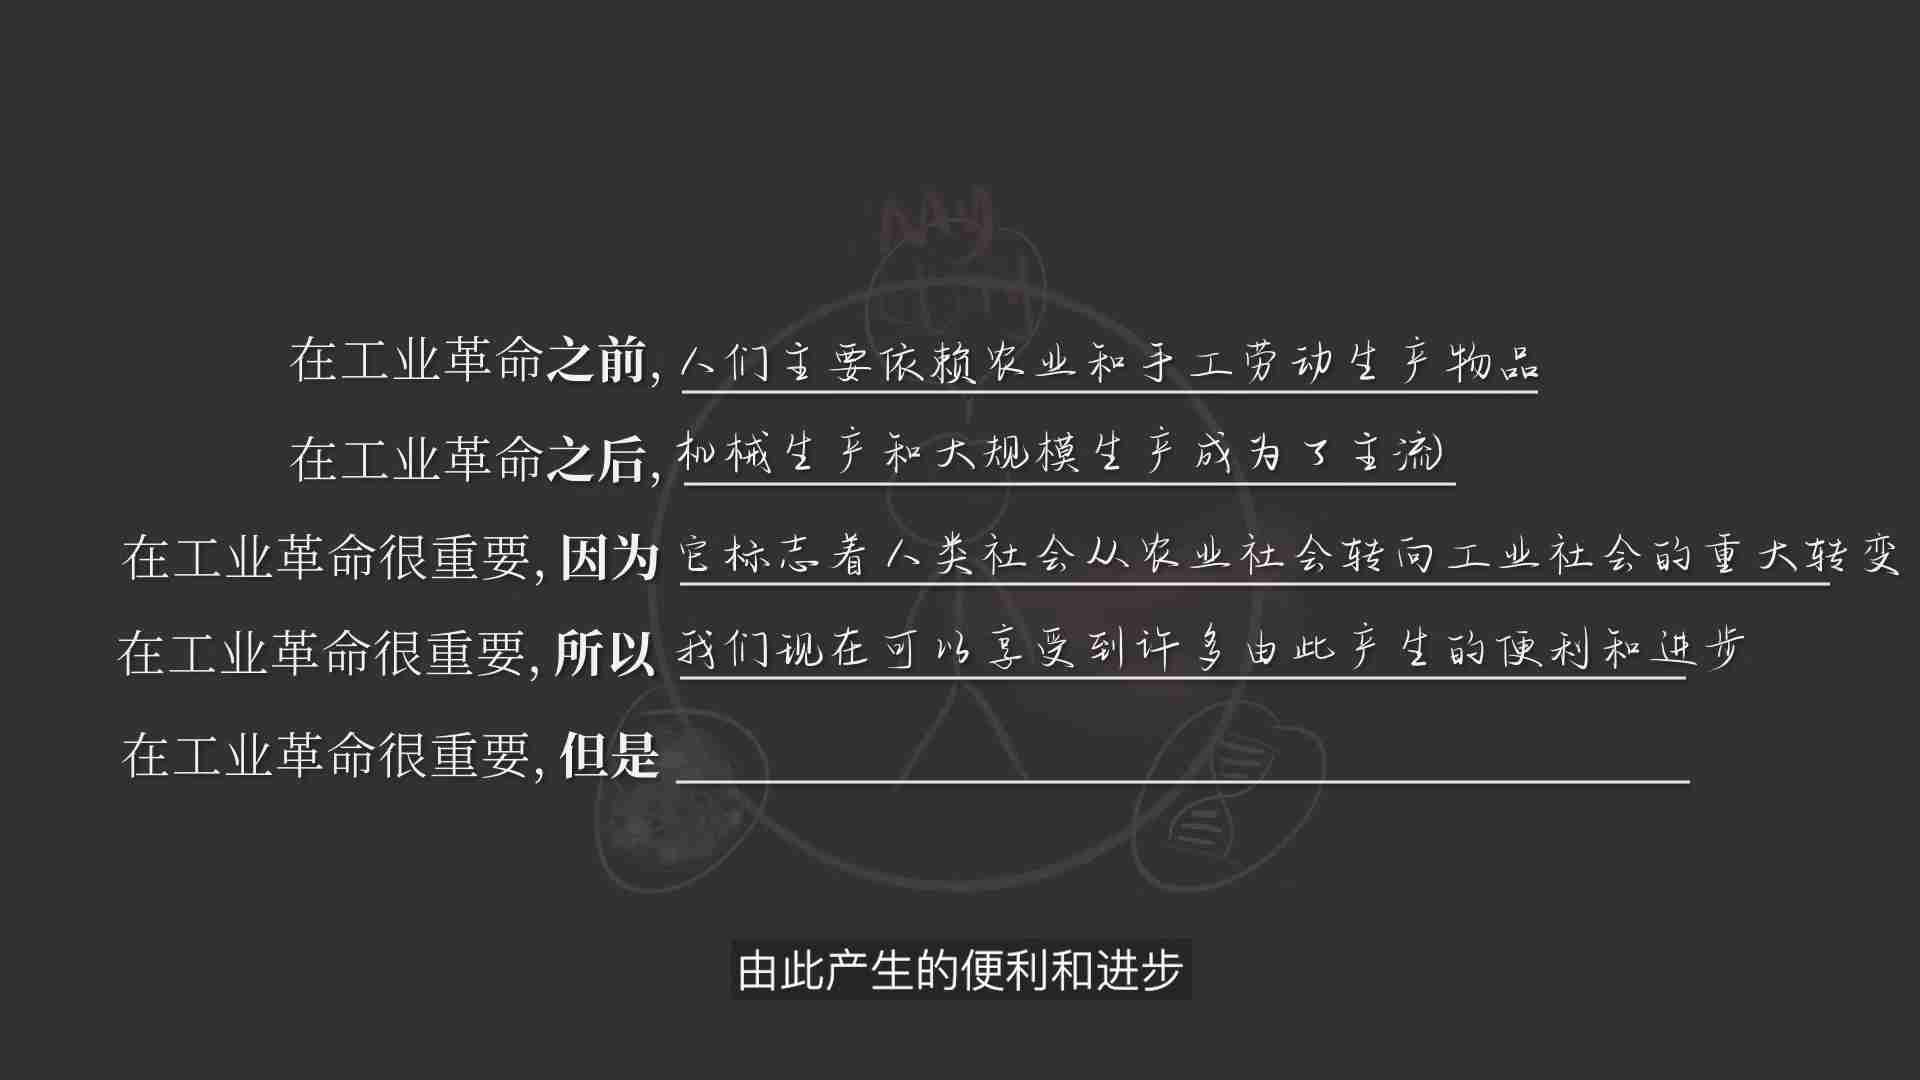 在工业革命之前, 人们主要依赖农业和手工劳动生产物品
在工业革命之后, 机械生产和大规模生产成为了主流
在工业革命很重要, 因为 它标志着人类社会从农业社会转向工业社会的重大转变
在工业革命很重要, 所以 我们现在可以享受到许多由此产生的便利和进步
在工业革命很重要, 但是
由此产生的便利和进步